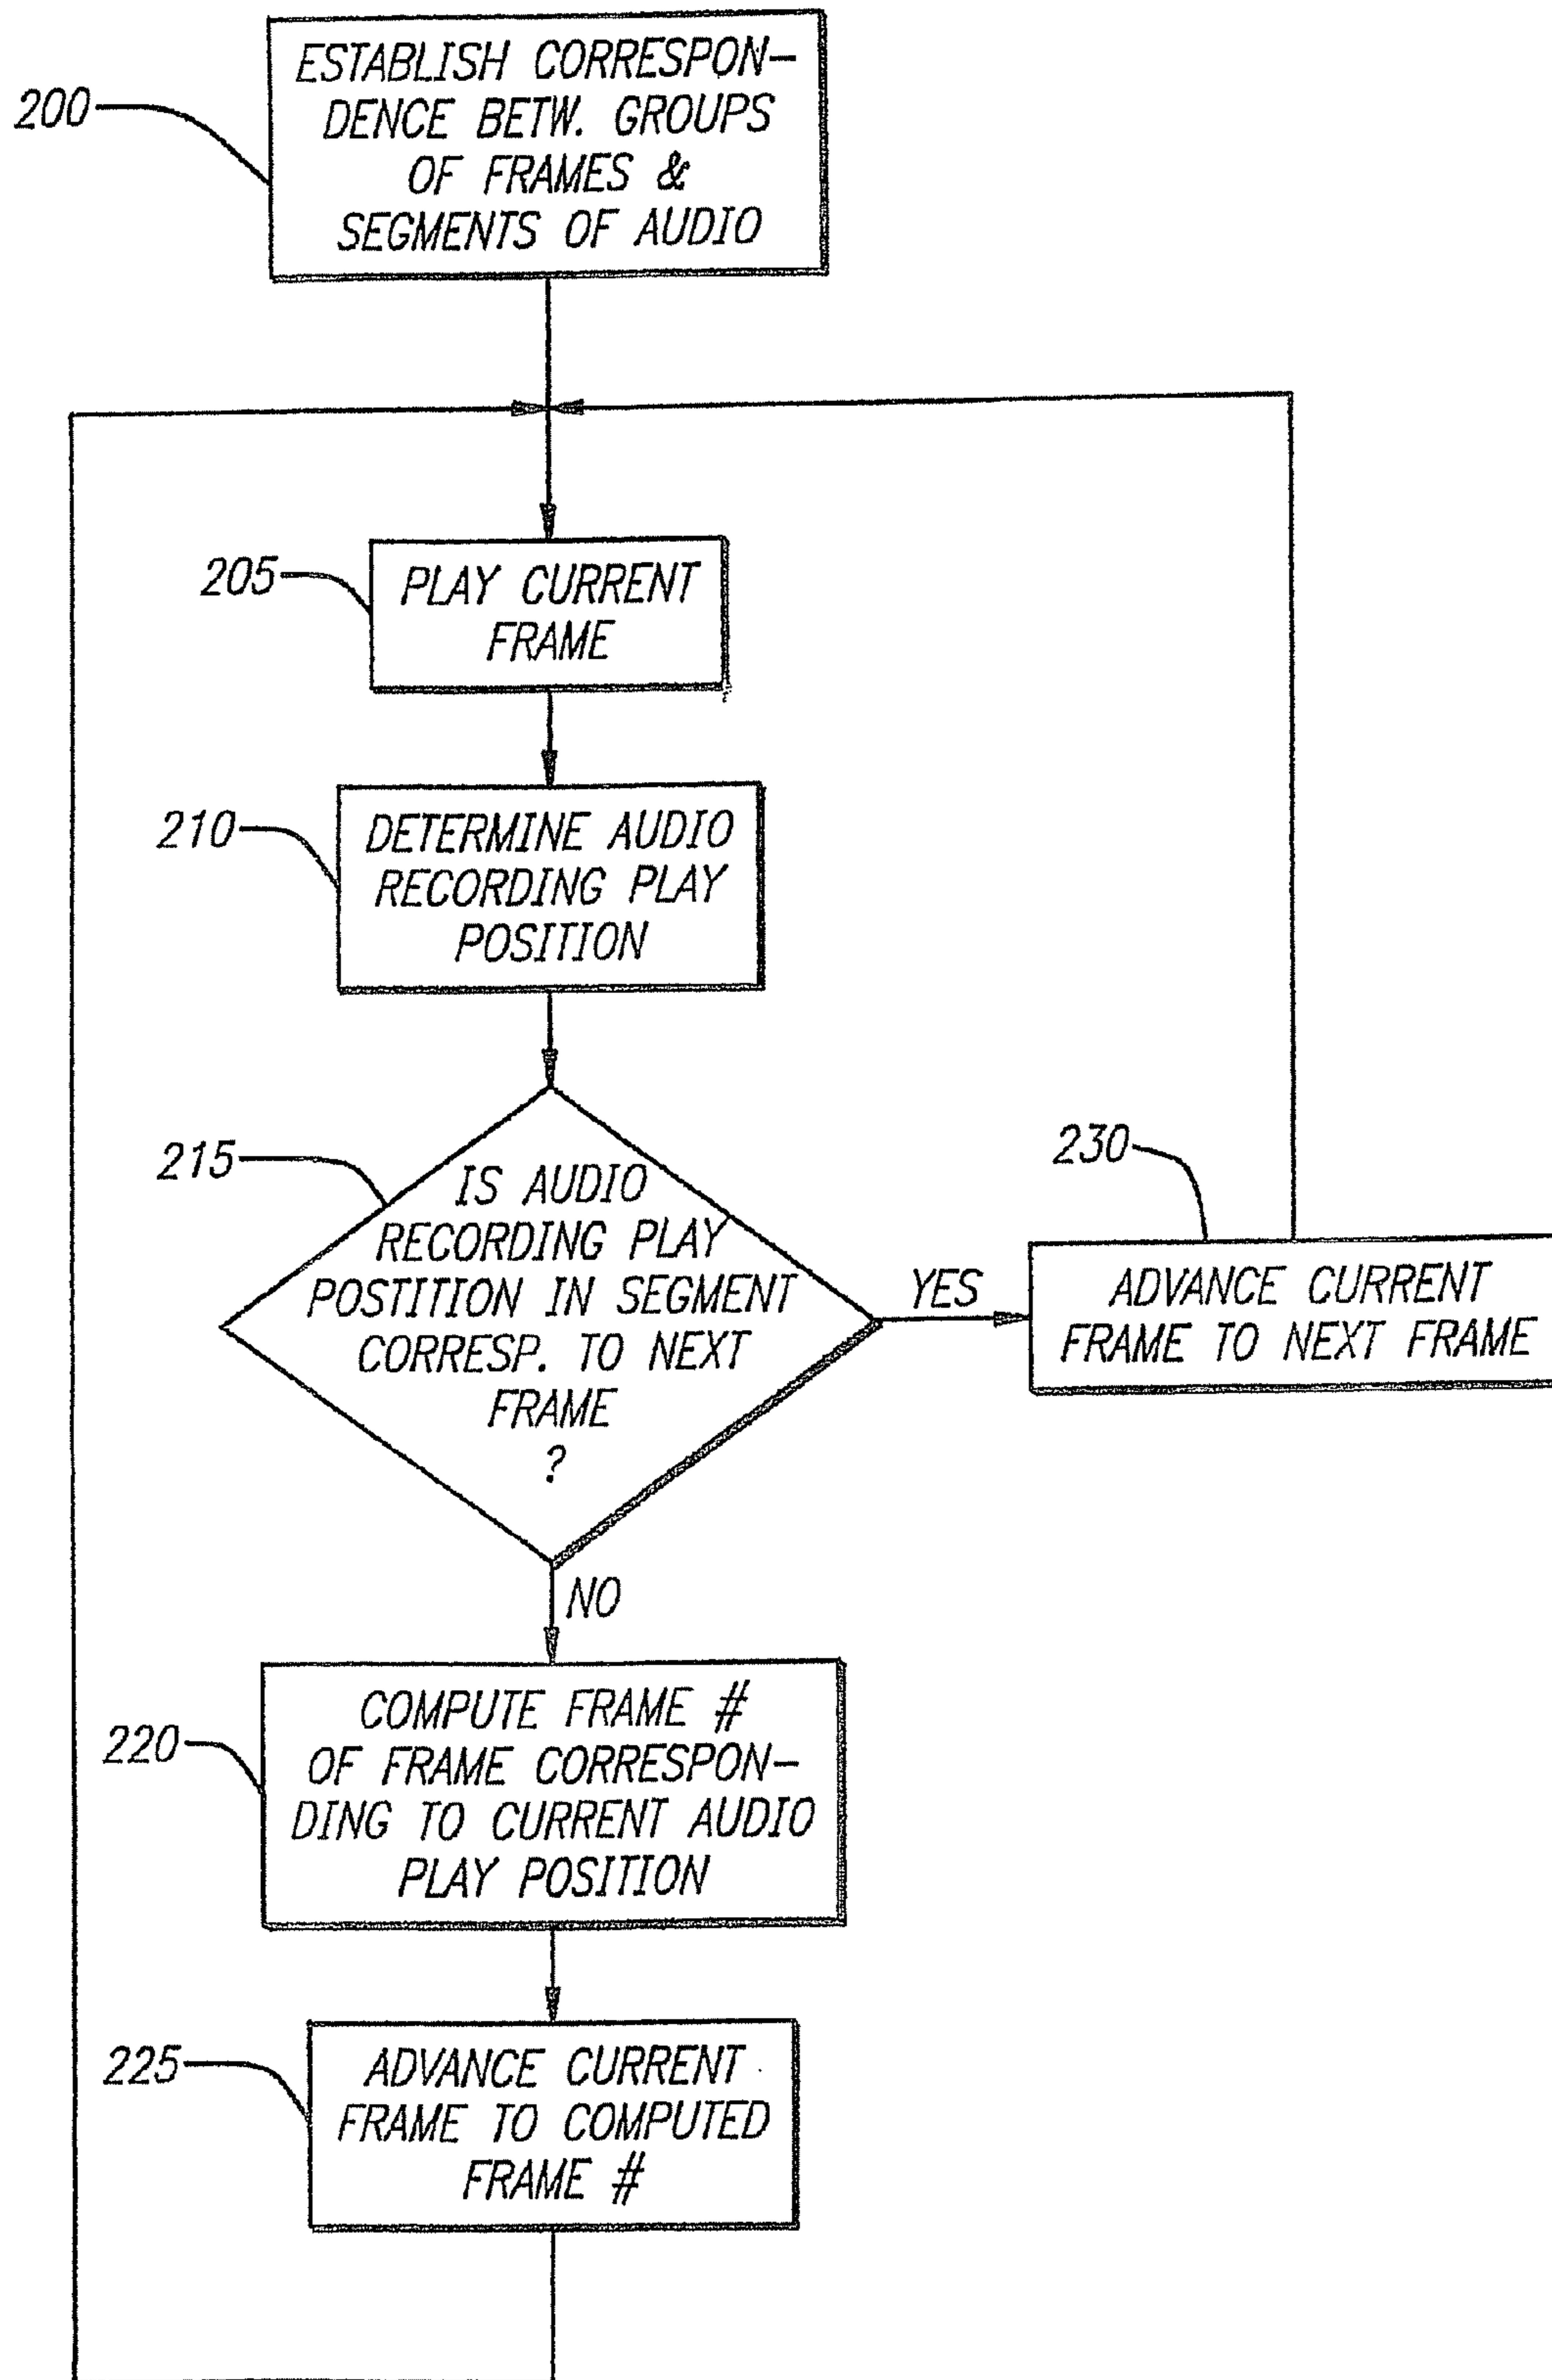 200
ESTABLISH CORRESPON-
DENCE BETW. GROUPS
OF FRAMES &
SEGMENTS OF AUDIO
205
PLAY CURRENT
FRAME
210
DETERMINE AUDIO
RECORDING PLAY
POSITION
215
IS AUDIO
RECORDING PLAY
POSTITION IN SEGMENT
CORRESP. TO NEXT
FRAME
?
YES
230
ADVANCE CURRENT
FRAME TO NEXT FRAME
NO
220
COMPUTE FRAME #
OF FRAME CORRESPON-
DING TO CURRENT AUDIO
PLAY POSITION
225
ADVANCE CURRENT
FRAME TO COMPUTED
FRAME #